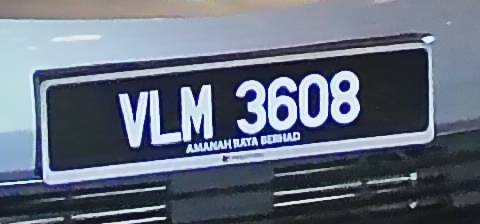 VLM 3608
AMANAH RAYA BERHAD